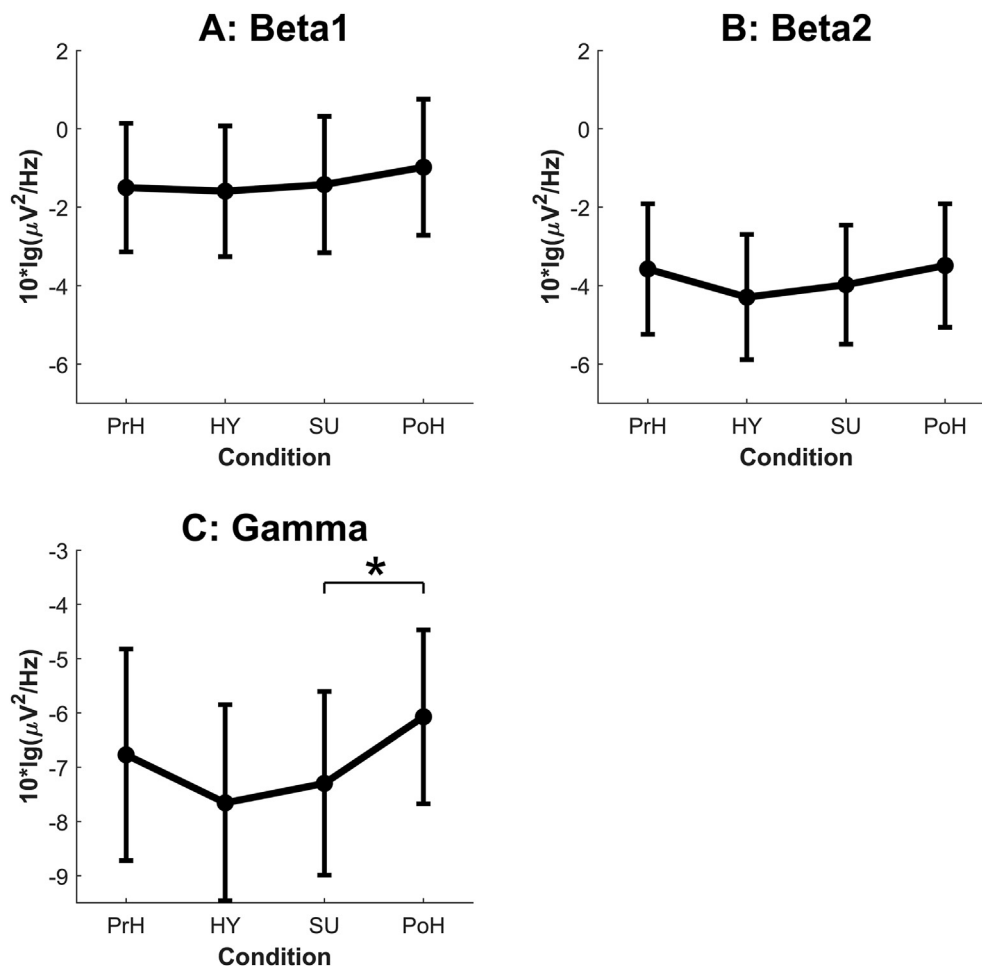 A: Beta1
2
0
-2
-4
-6
10*lg(μV²/Hz)
PrH HY SU PoH
Condition
B: Beta2
2
0
-2
-4
-6
10*lg(μV²/Hz)
PrH HY SU PoH
Condition
C: Gamma
-3
-4
-5
-6
-7
-8
-9
*
10*lg(μV²/Hz)
PrH HY SU PoH
Condition